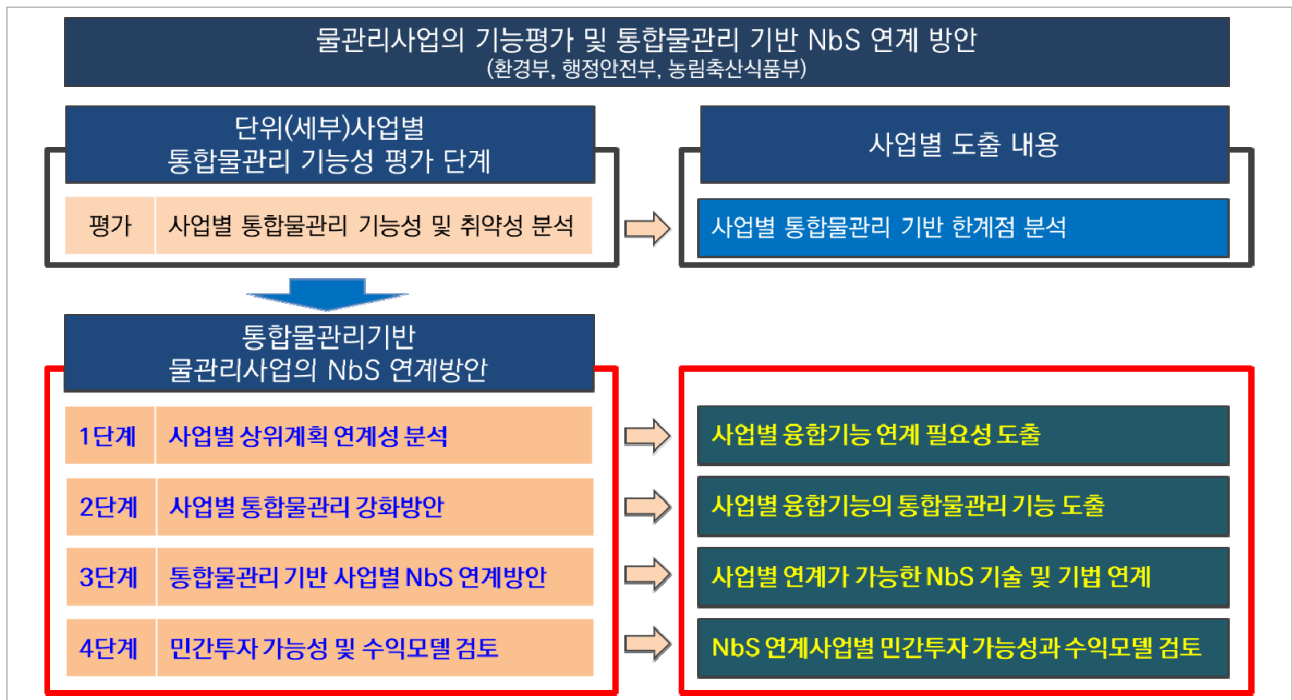 물관리사업의 기능평가 및 통합물관리 기반 NbS 연계 방안
(환경부, 행정안전부, 농림축산식품부)
단위(세부)사업별
통합물관리 기능성 평가 단계
사업별 도출 내용
평가 사업별 통합물관리 기능성 및 취약성 분석
사업별 통합물관리 기반 한계점 분석
통합물관리기반
물관리사업의 NbS 연계방안
1단계 사업별 상위계획 연계성 분석
사업별 융합기능 연계 필요성 도출
2단계 사업별 통합물관리 강화방안
사업별 융합기능의 통합물관리 기능 도출
3단계 통합물관리 기반 사업별 NbS 연계방안
사업별 연계가 가능한 NbS 기술 및 기법 연계
4단계 민간투자 가능성 및 수익모델 검토
NbS 연계사업별 민간투자 가능성과 수익모델 검토